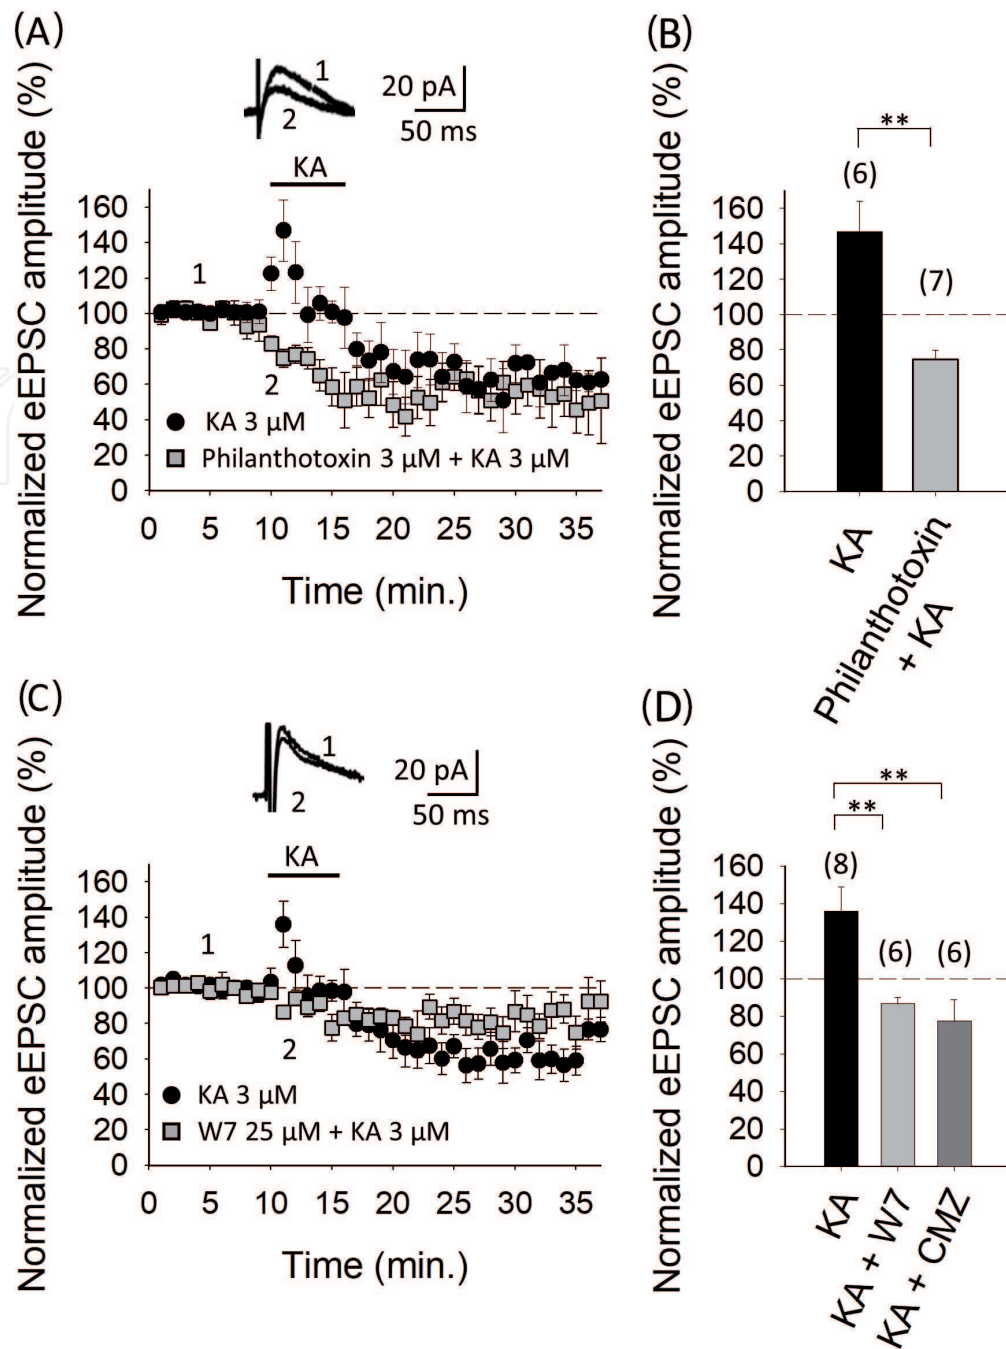 (A)
Normalized eEPSC amplitude (%)
1
2
20 pA
50 ms
KA
160
140
120
100
80
60
40
20
0
1
2
KA 3 µM
Philanthotoxin 3 µM + KA 3 µM
0 5 10 15 20 25 30 35
Time (min.)
(B)
Normalized eEPSC amplitude (%)
**
(6)
(7)
160
140
120
100
80
60
40
20
0
KA
Philanthotoxin
+ KA
(C)
Normalized eEPSC amplitude (%)
1
2
20 pA
50 ms
KA
160
140
120
100
80
60
40
20
0
1
2
KA 3 µM
W7 25 µM + KA 3 µM
0 5 10 15 20 25 30 35
Time (min.)
(D)
Normalized eEPSC amplitude (%)
**
**
(8)
(6)
(6)
160
140
120
100
80
60
40
20
0
KA
KA + W7
KA + CMZ